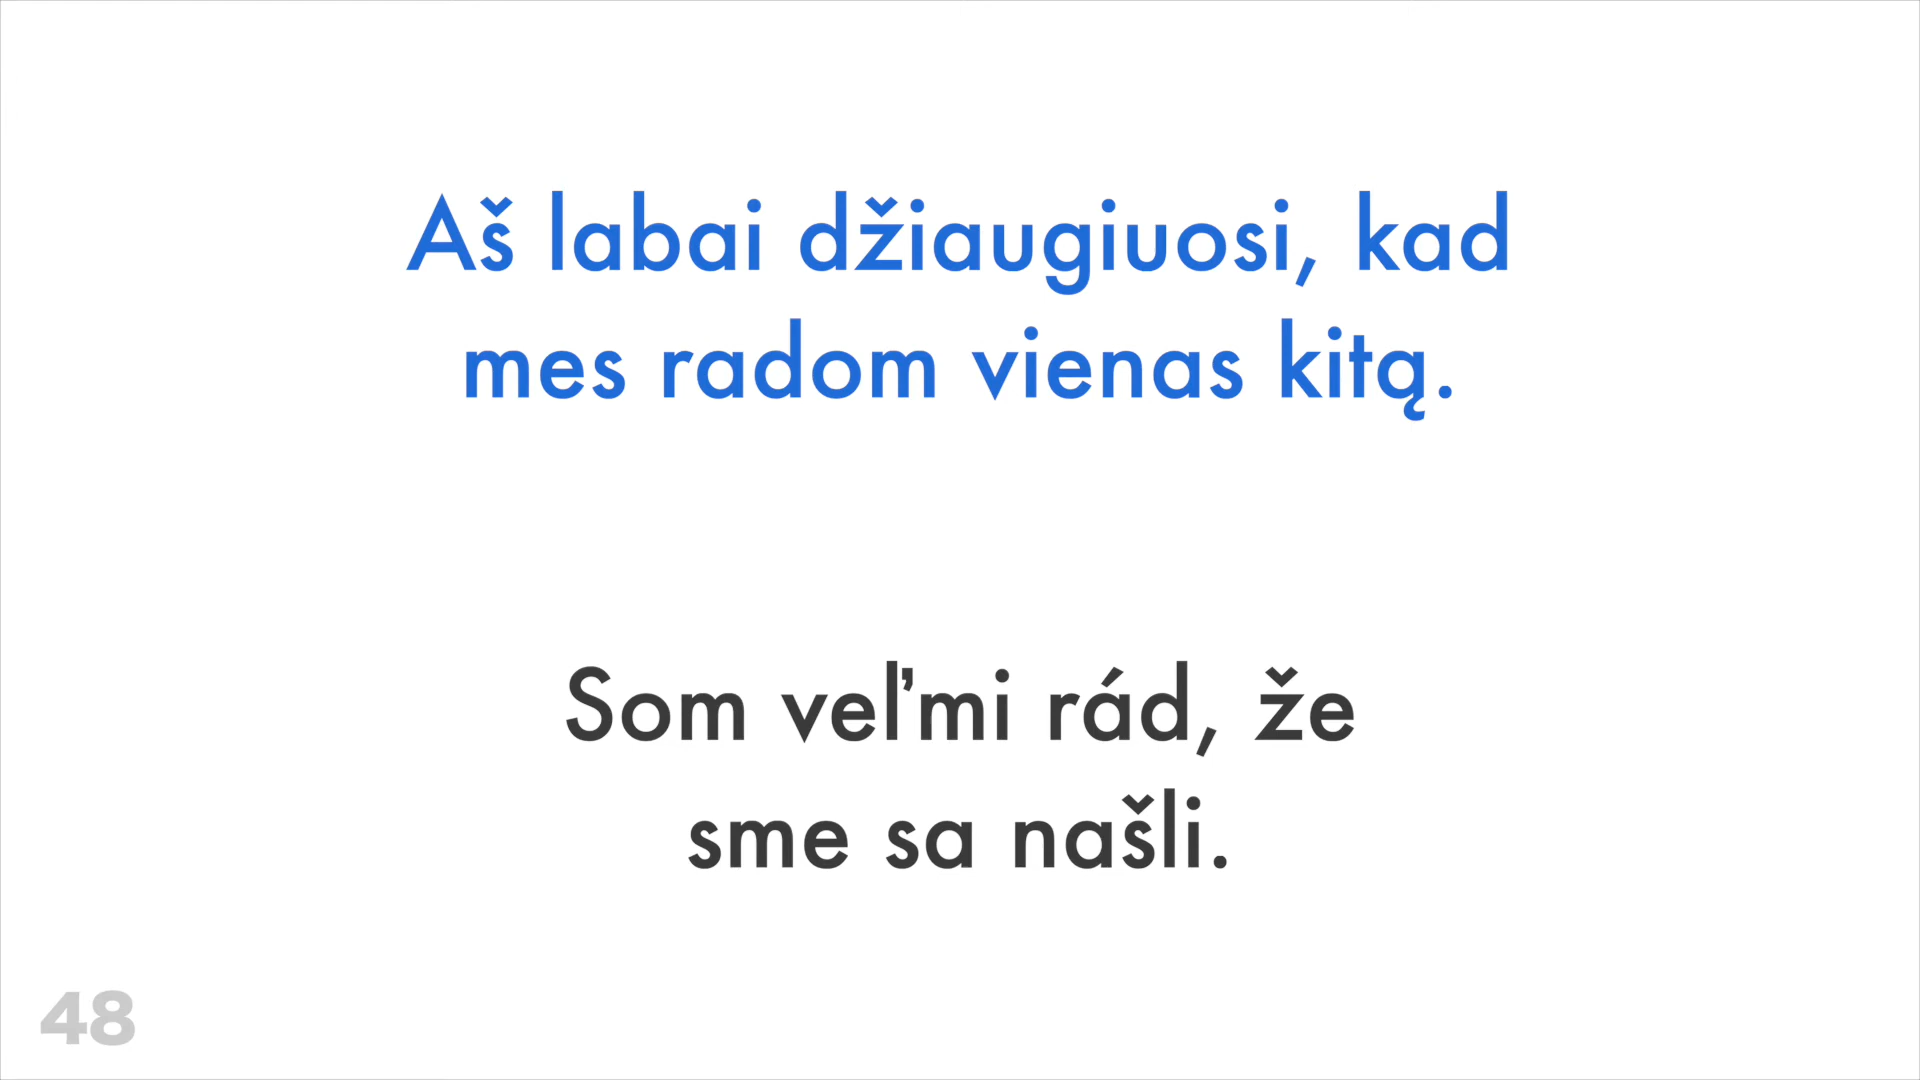 Aš labai džiaugiuosi, kad
mes radom vienas kitą.
Som veľmi rád, že
sme sa našli.
48